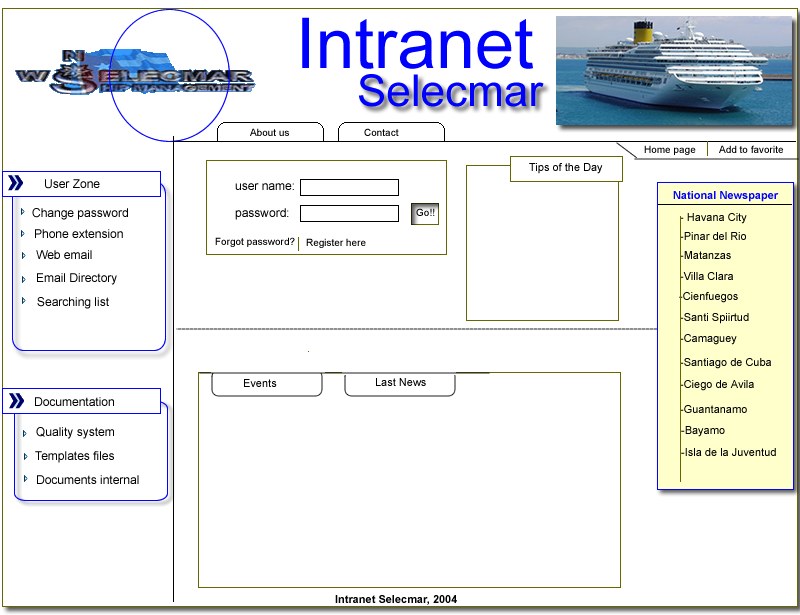 Intranet
Selecmar
N
W SELECMAR
S
SHIP MANAGEMENT
About us
Contact
Home page
Add to favorite
User Zone
Change password
Phone extension
Web email
Email Directory
Searching list
user name:
password:
Go!!
Forgot password?
Register here
Tips of the Day
National Newspaper
- Havana City
-Pinar del Rio
-Matanzas
-Villa Clara
-Cienfuegos
-Santi Spiirtud
-Camaguey
-Santiago de Cuba
-Ciego de Avila
-Guantanamo
-Bayamo
-Isla de la Juventud
Documentation
Quality system
Templates files
Documents internal
Events
Last News
Intranet Selecmar, 2004